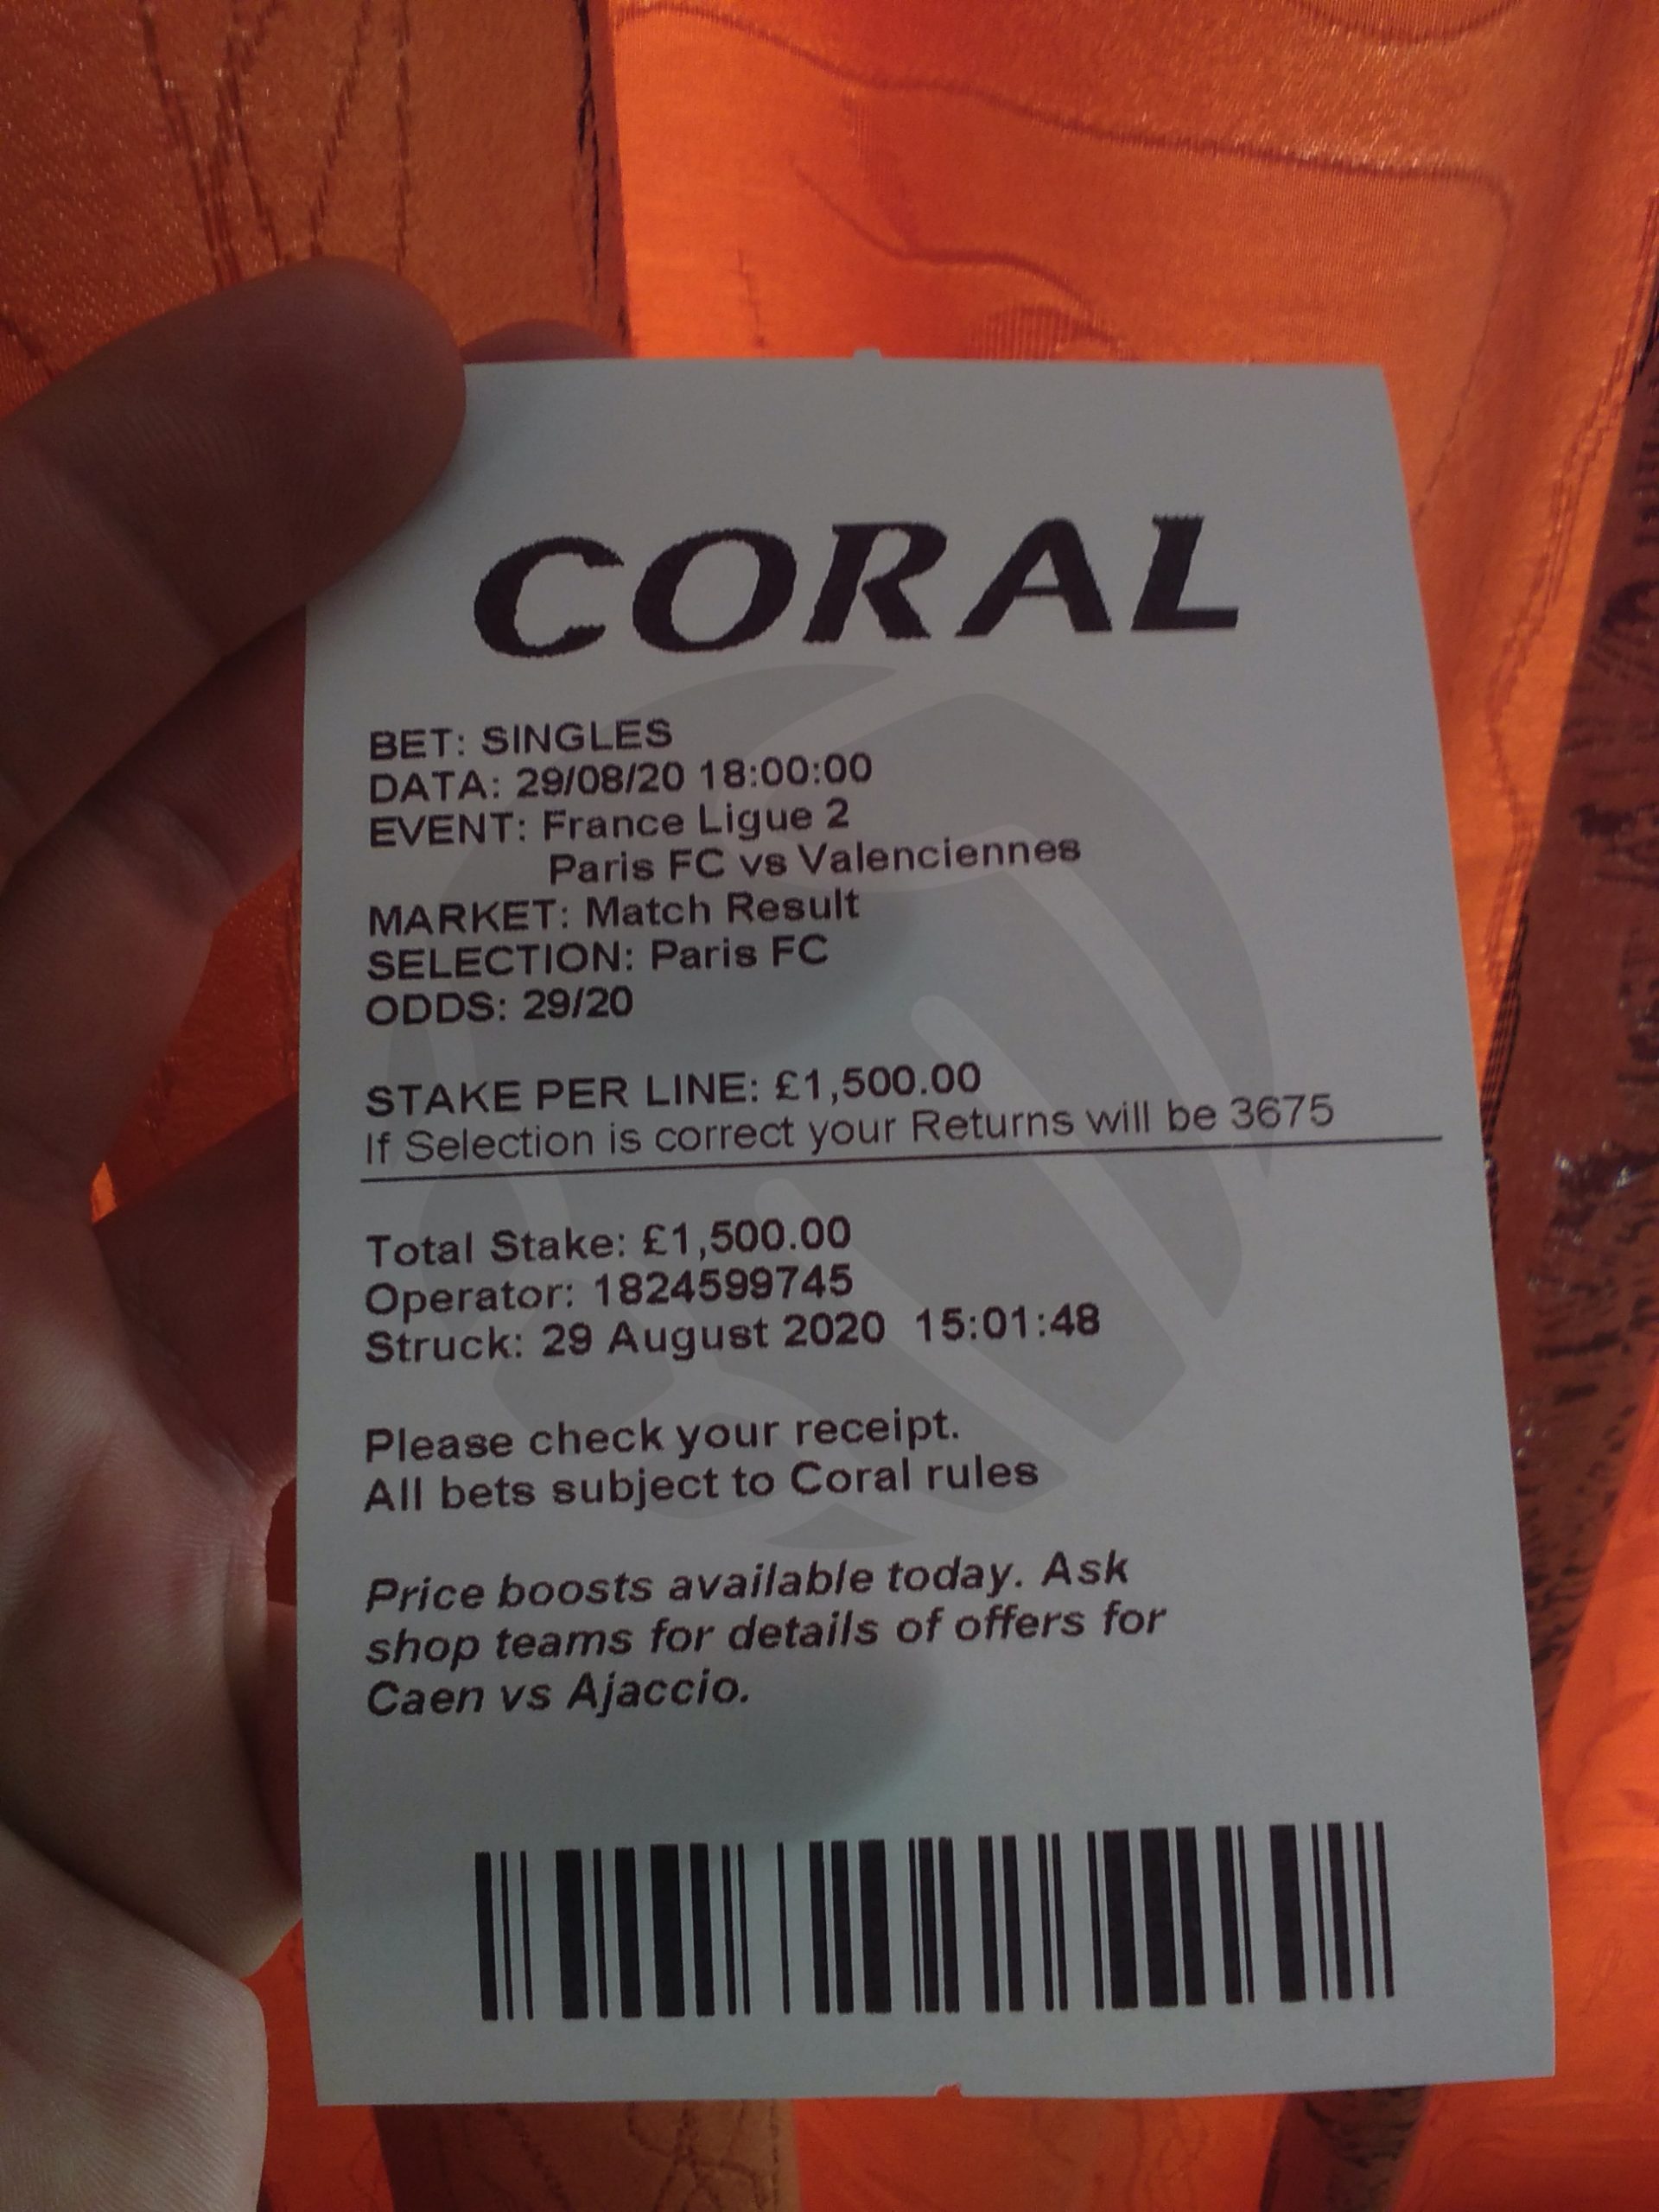 CORAL
BET: SINGLES
DATA: 29/08/20 18:00:00
EVENT: France Ligue 2
Paris FC vs Valenciennes
MARKET: Match Result
SELECTION: Paris FC
ODDS: 29/20
STAKE PER LINE: £1,500.00
If Selection is correct your Returns will be 3675
Total Stake: £1,500.00
Operator: 1824599745
Struck: 29 August 2020 15:01:48
Please check your receipt.
All bets subject to Coral rules
Price boosts available today. Ask
shop teams for details of offers for
Caen vs Ajaccio.